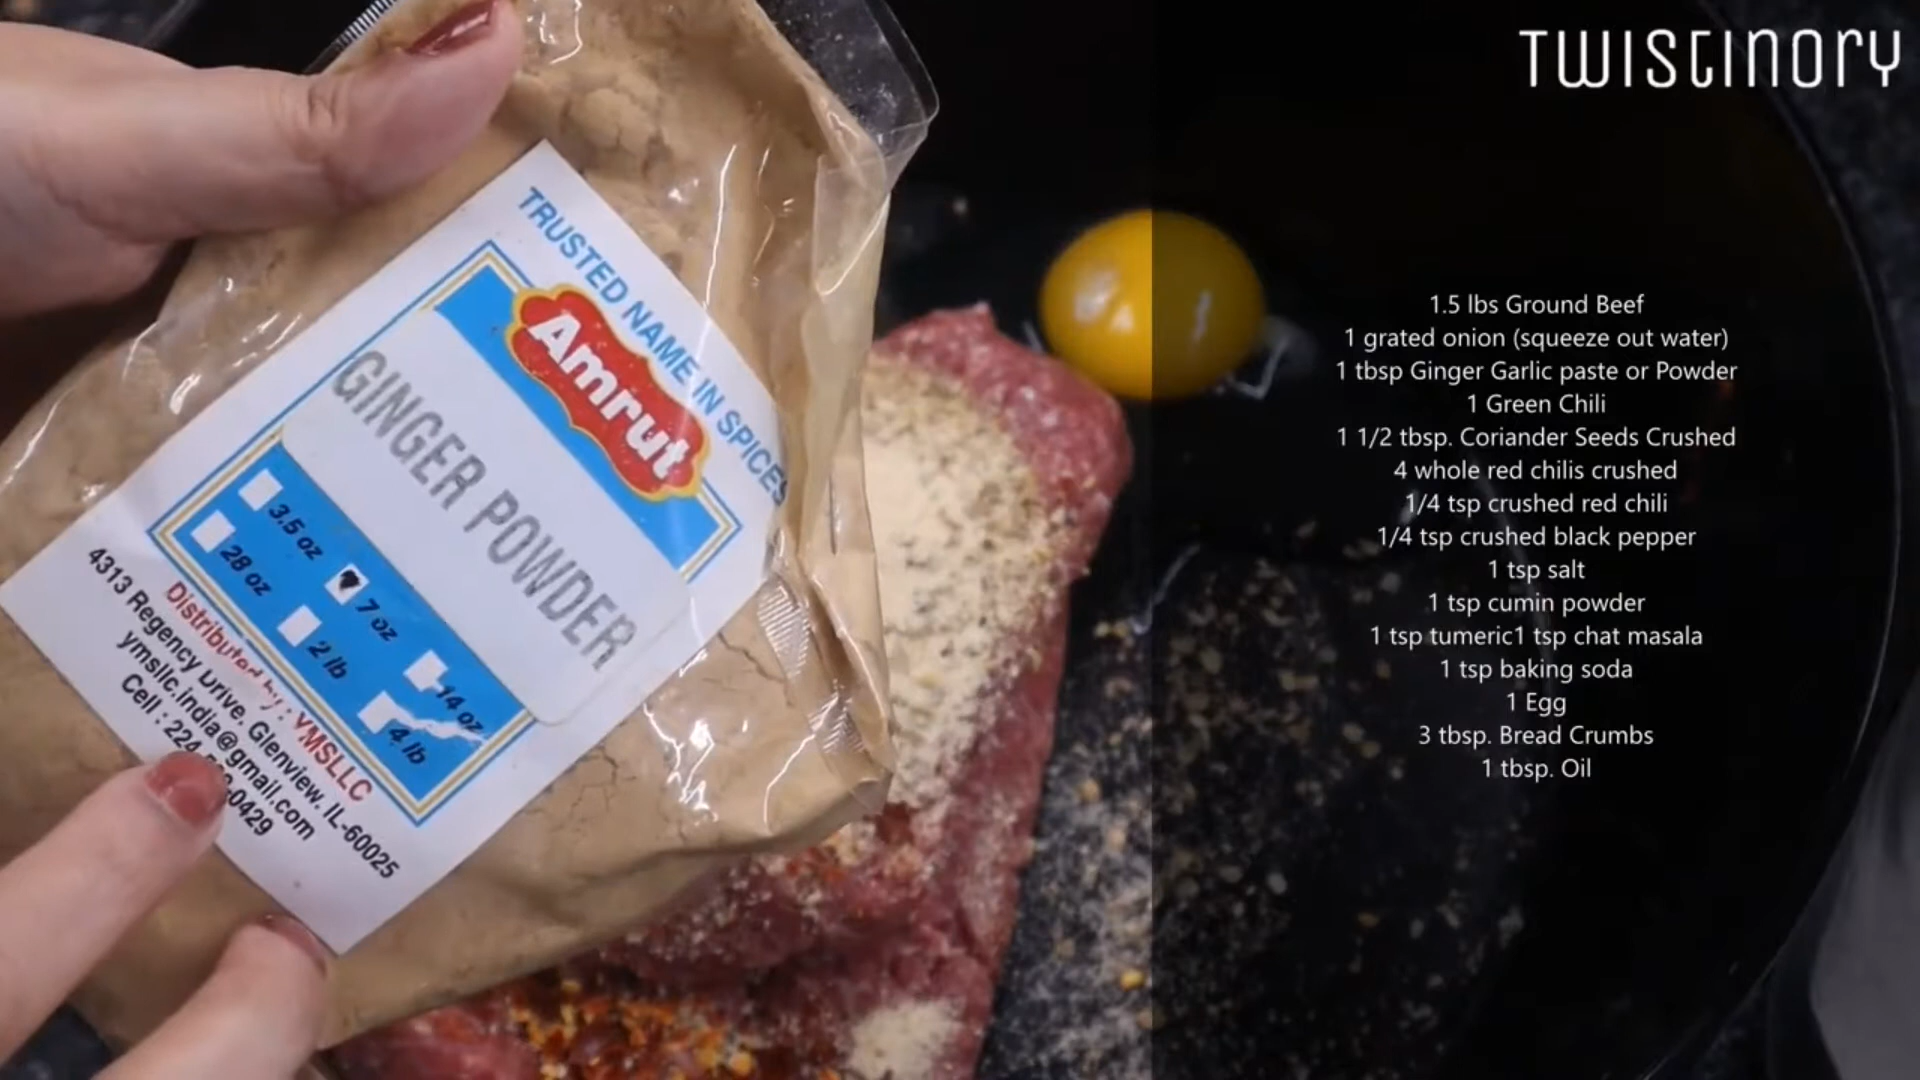 TWISTINORY
TRUSTED NAME IN SPICES
Amrut
GINGER POWDER
3.5 oz
7 oz
14 oz
28 oz
2 lb
4 lb
Distributed by : YMSLLC
4313 Regency Drive. Glenview. IL-60025
ymsllc.india@gmail.com
Cell : 224- -0429
1.5 lbs Ground Beef
1 grated onion (squeeze out water)
1 tbsp Ginger Garlic paste or Powder
1 Green Chili
1 1/2 tbsp. Coriander Seeds Crushed
4 whole red chilis crushed
1/4 tsp crushed red chili
1/4 tsp crushed black pepper
1 tsp salt
1 tsp cumin powder
1 tsp tumeric1 tsp chat masala
1 tsp baking soda
1 Egg
3 tbsp. Bread Crumbs
1 tbsp. Oil